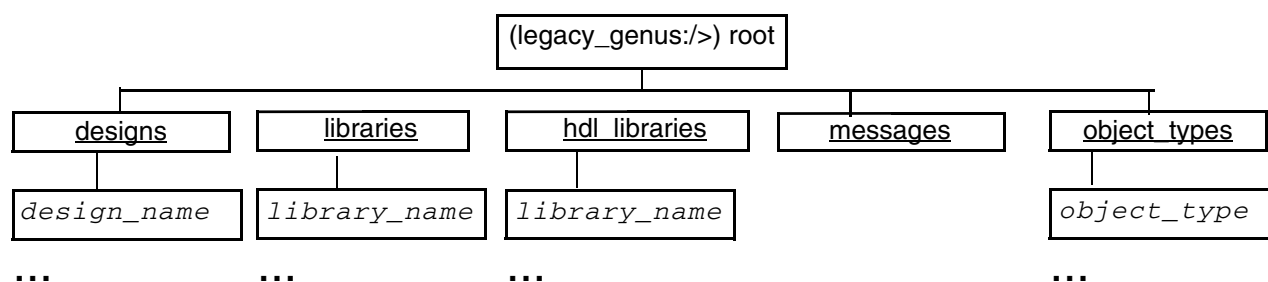 (legacy_genus:/>) root
designs libraries hdl_libraries messages object_types
design_name library_name library_name object_type
... ... ... ...